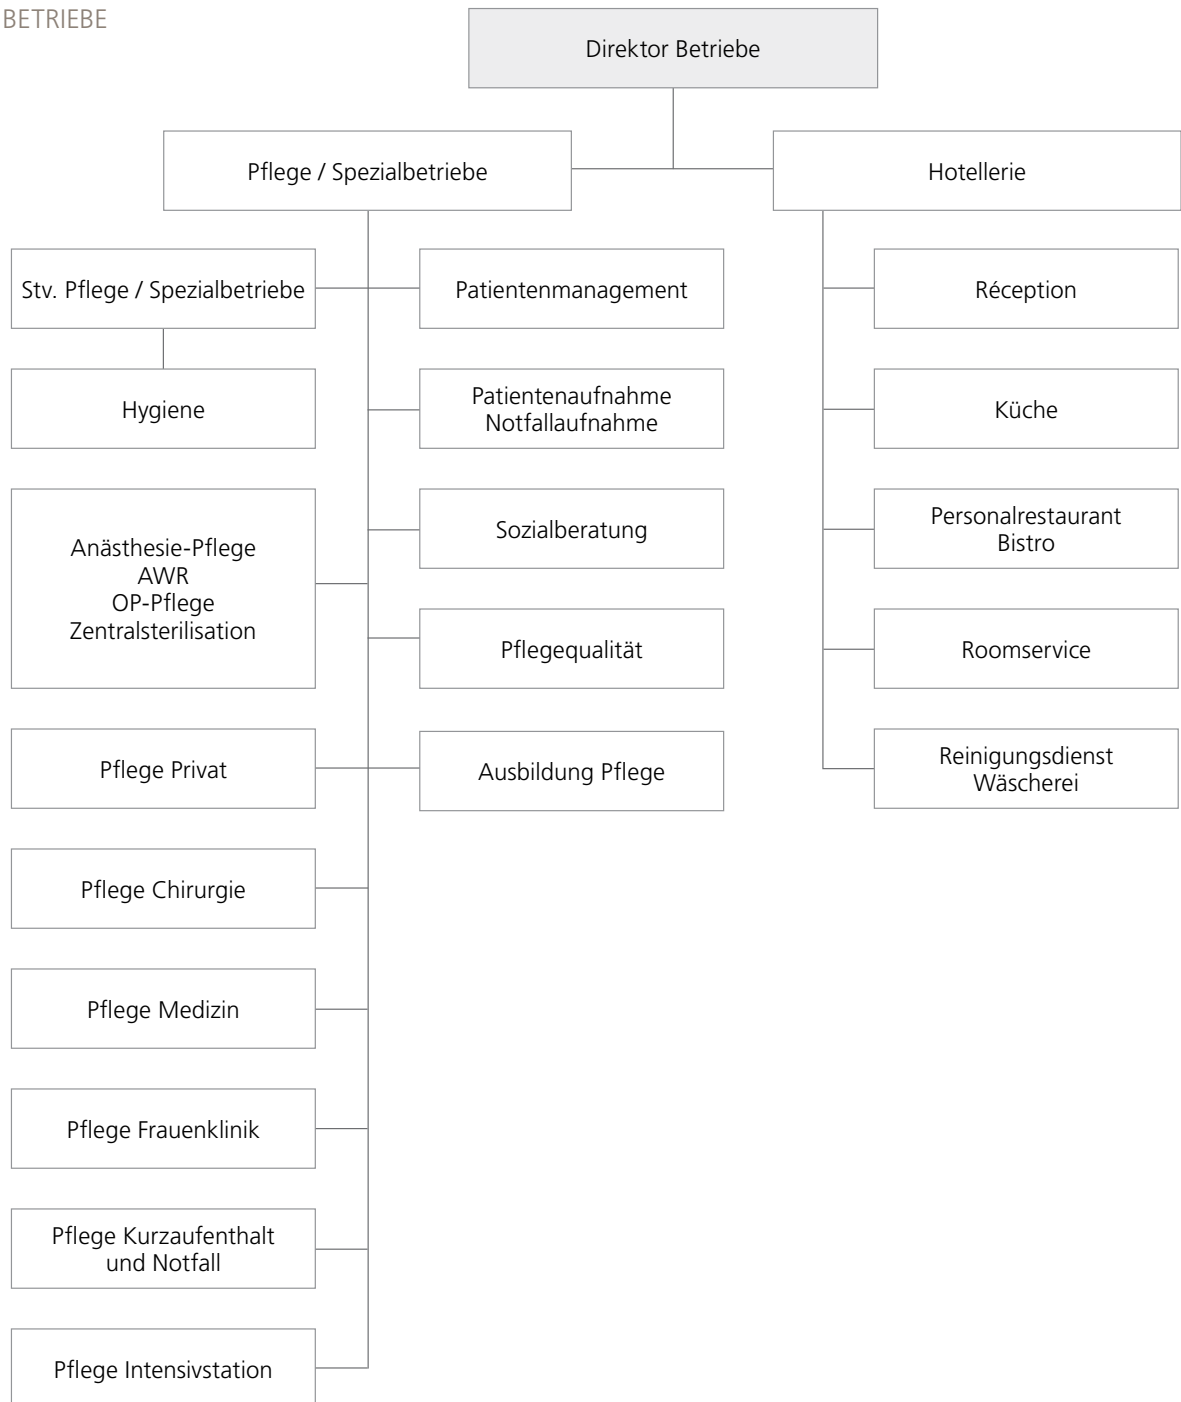 BETRIEBE
Direktor Betriebe
Pflege / Spezialbetriebe
Hotellerie
Stv. Pflege / Spezialbetriebe
Patientenmanagement
Réception
Hygiene
Patientenaufnahme
Notfallaufnahme
Küche
Anästhesie-Pflege
AWR
OP-Pflege
Zentralsterilisation
Sozialberatung
Personalrestaurant
Bistro
Pflegequalität
Roomservice
Pflege Privat
Ausbildung Pflege
Reinigungsdienst
Wäscherei
Pflege Chirurgie
Pflege Medizin
Pflege Frauenklinik
Pflege Kurzaufenthalt
und Notfall
Pflege Intensivstation